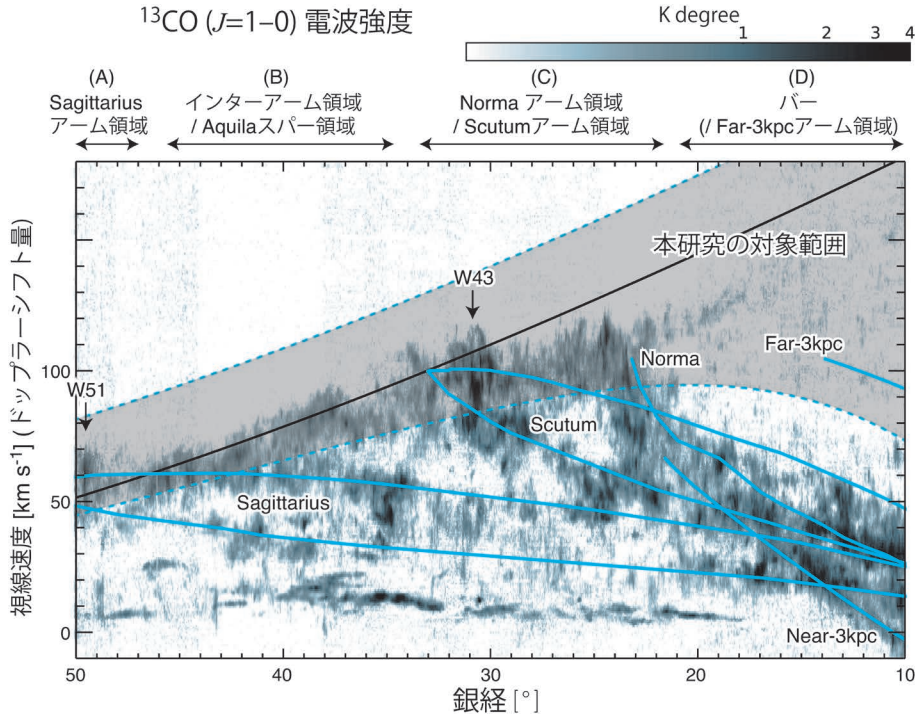 ¹³CO (J=1–0) 電波強度
K degree
1 2 3 4
(A)
Sagittarius
アーム領域
(B)
インターアーム領域
/ Aquilaスパー領域
(C)
Norma アーム領域
/ Scutumアーム領域
(D)
バー
(/ Far-3kpcアーム領域)
本研究の対象範囲
W43
Norma
Far-3kpc
W51
Scutum
Sagittarius
Near-3kpc
視線速度 [km s⁻¹] (ドップラーシフト量)
100
50
0
50 40 30 20 10
銀経 [°]